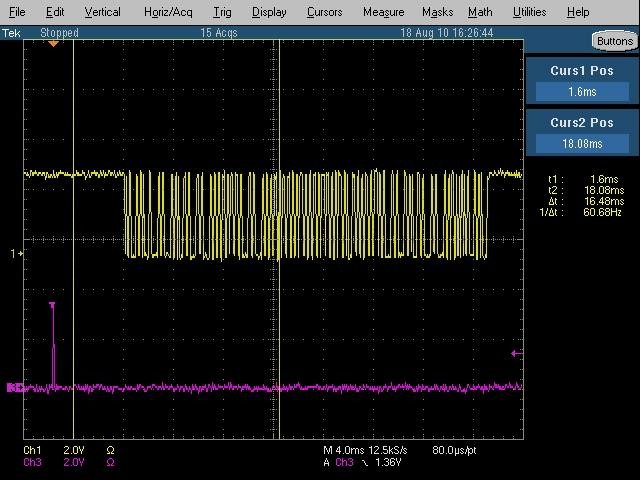 File Edit Vertical Horiz/Acq Trig Display Cursors Measure Masks Math Utilities Help
Tek Stopped 15 Acqs 18 Aug 10 16:26:44
Buttons
Curs1 Pos
1.6ms
Curs2 Pos
18.08ms
t1 : 1.6ms
t2 : 18.08ms
Δt : 16.48ms
1/Δt : 60.68Hz
1
T
3
Ch1 2.0V Ω M 4.0ms 12.5kS/s 80.0µs/pt
Ch3 2.0V Ω A Ch3 ∖ 1.36V